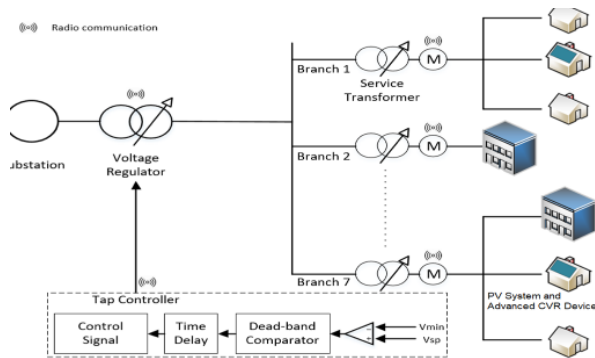 Radio communication
Branch 1
Service
Transformer
M
ubstation
Voltage
Regulator
Branch 2
M
Branch 7
M
PV System and
Advanced CVR Device
Tap Controller
Control
Signal
Time
Delay
Dead-band
Comparator
Vmin
Vsp